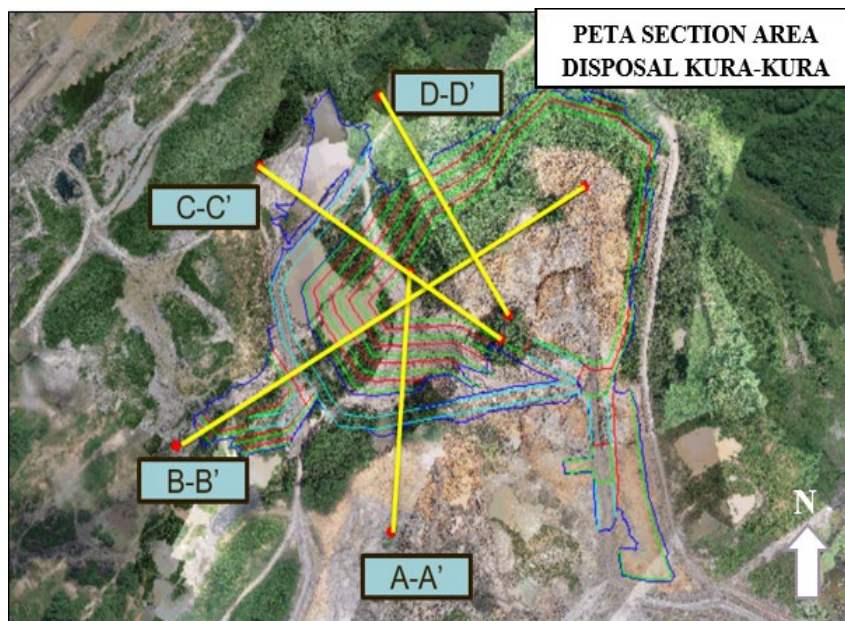 PETA SECTION AREA
DISPOSAL KURA-KURA
D-D’
C-C’
B-B’
A-A’
N